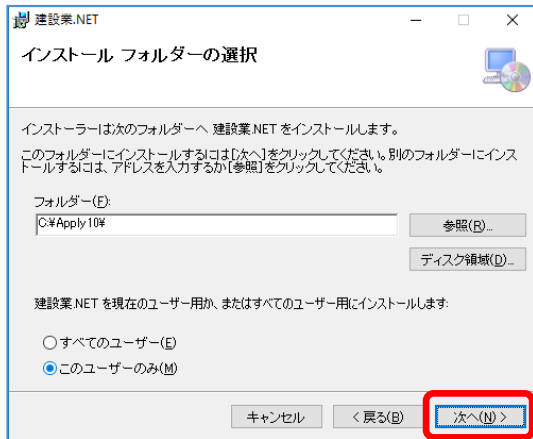 建設業.NET
インストール フォルダーの選択
インストーラーは次のフォルダーへ 建設業.NET をインストールします。
このフォルダーにインストールするには[次へ]をクリックしてください。別のフォルダーにインス
トールするには、アドレスを入力するか[参照]をクリックしてください。
フォルダー(F):
C:¥Apply10¥
参照(R)...
ディスク領域(D)...
建設業.NET を現在のユーザー用か、またはすべてのユーザー用にインストールします:
すべてのユーザー(E)
このユーザーのみ(M)
キャンセル
< 戻る(B)
次へ(N) >